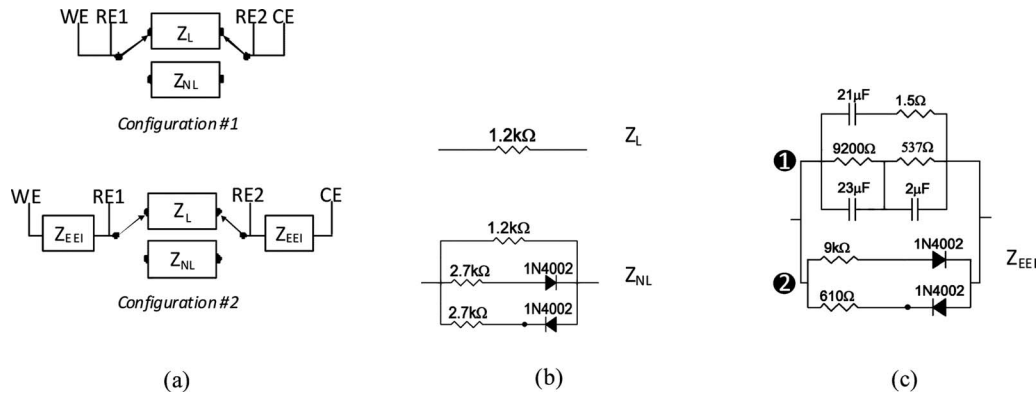 WE RE1 Z_L RE2 CE
Z_NL
Configuration #1
WE RE1 Z_L RE2 CE
Z_EEI Z_EEI
Z_NL
Configuration #2
(a)
1.2kΩ Z_L
1.2kΩ
2.7kΩ 1N4002 Z_NL
2.7kΩ 1N4002
(b)
21µF 1.5Ω
1 9200Ω 537Ω
23µF 2µF
9kΩ 1N4002 Z_EEI
2
610Ω 1N4002
(c)